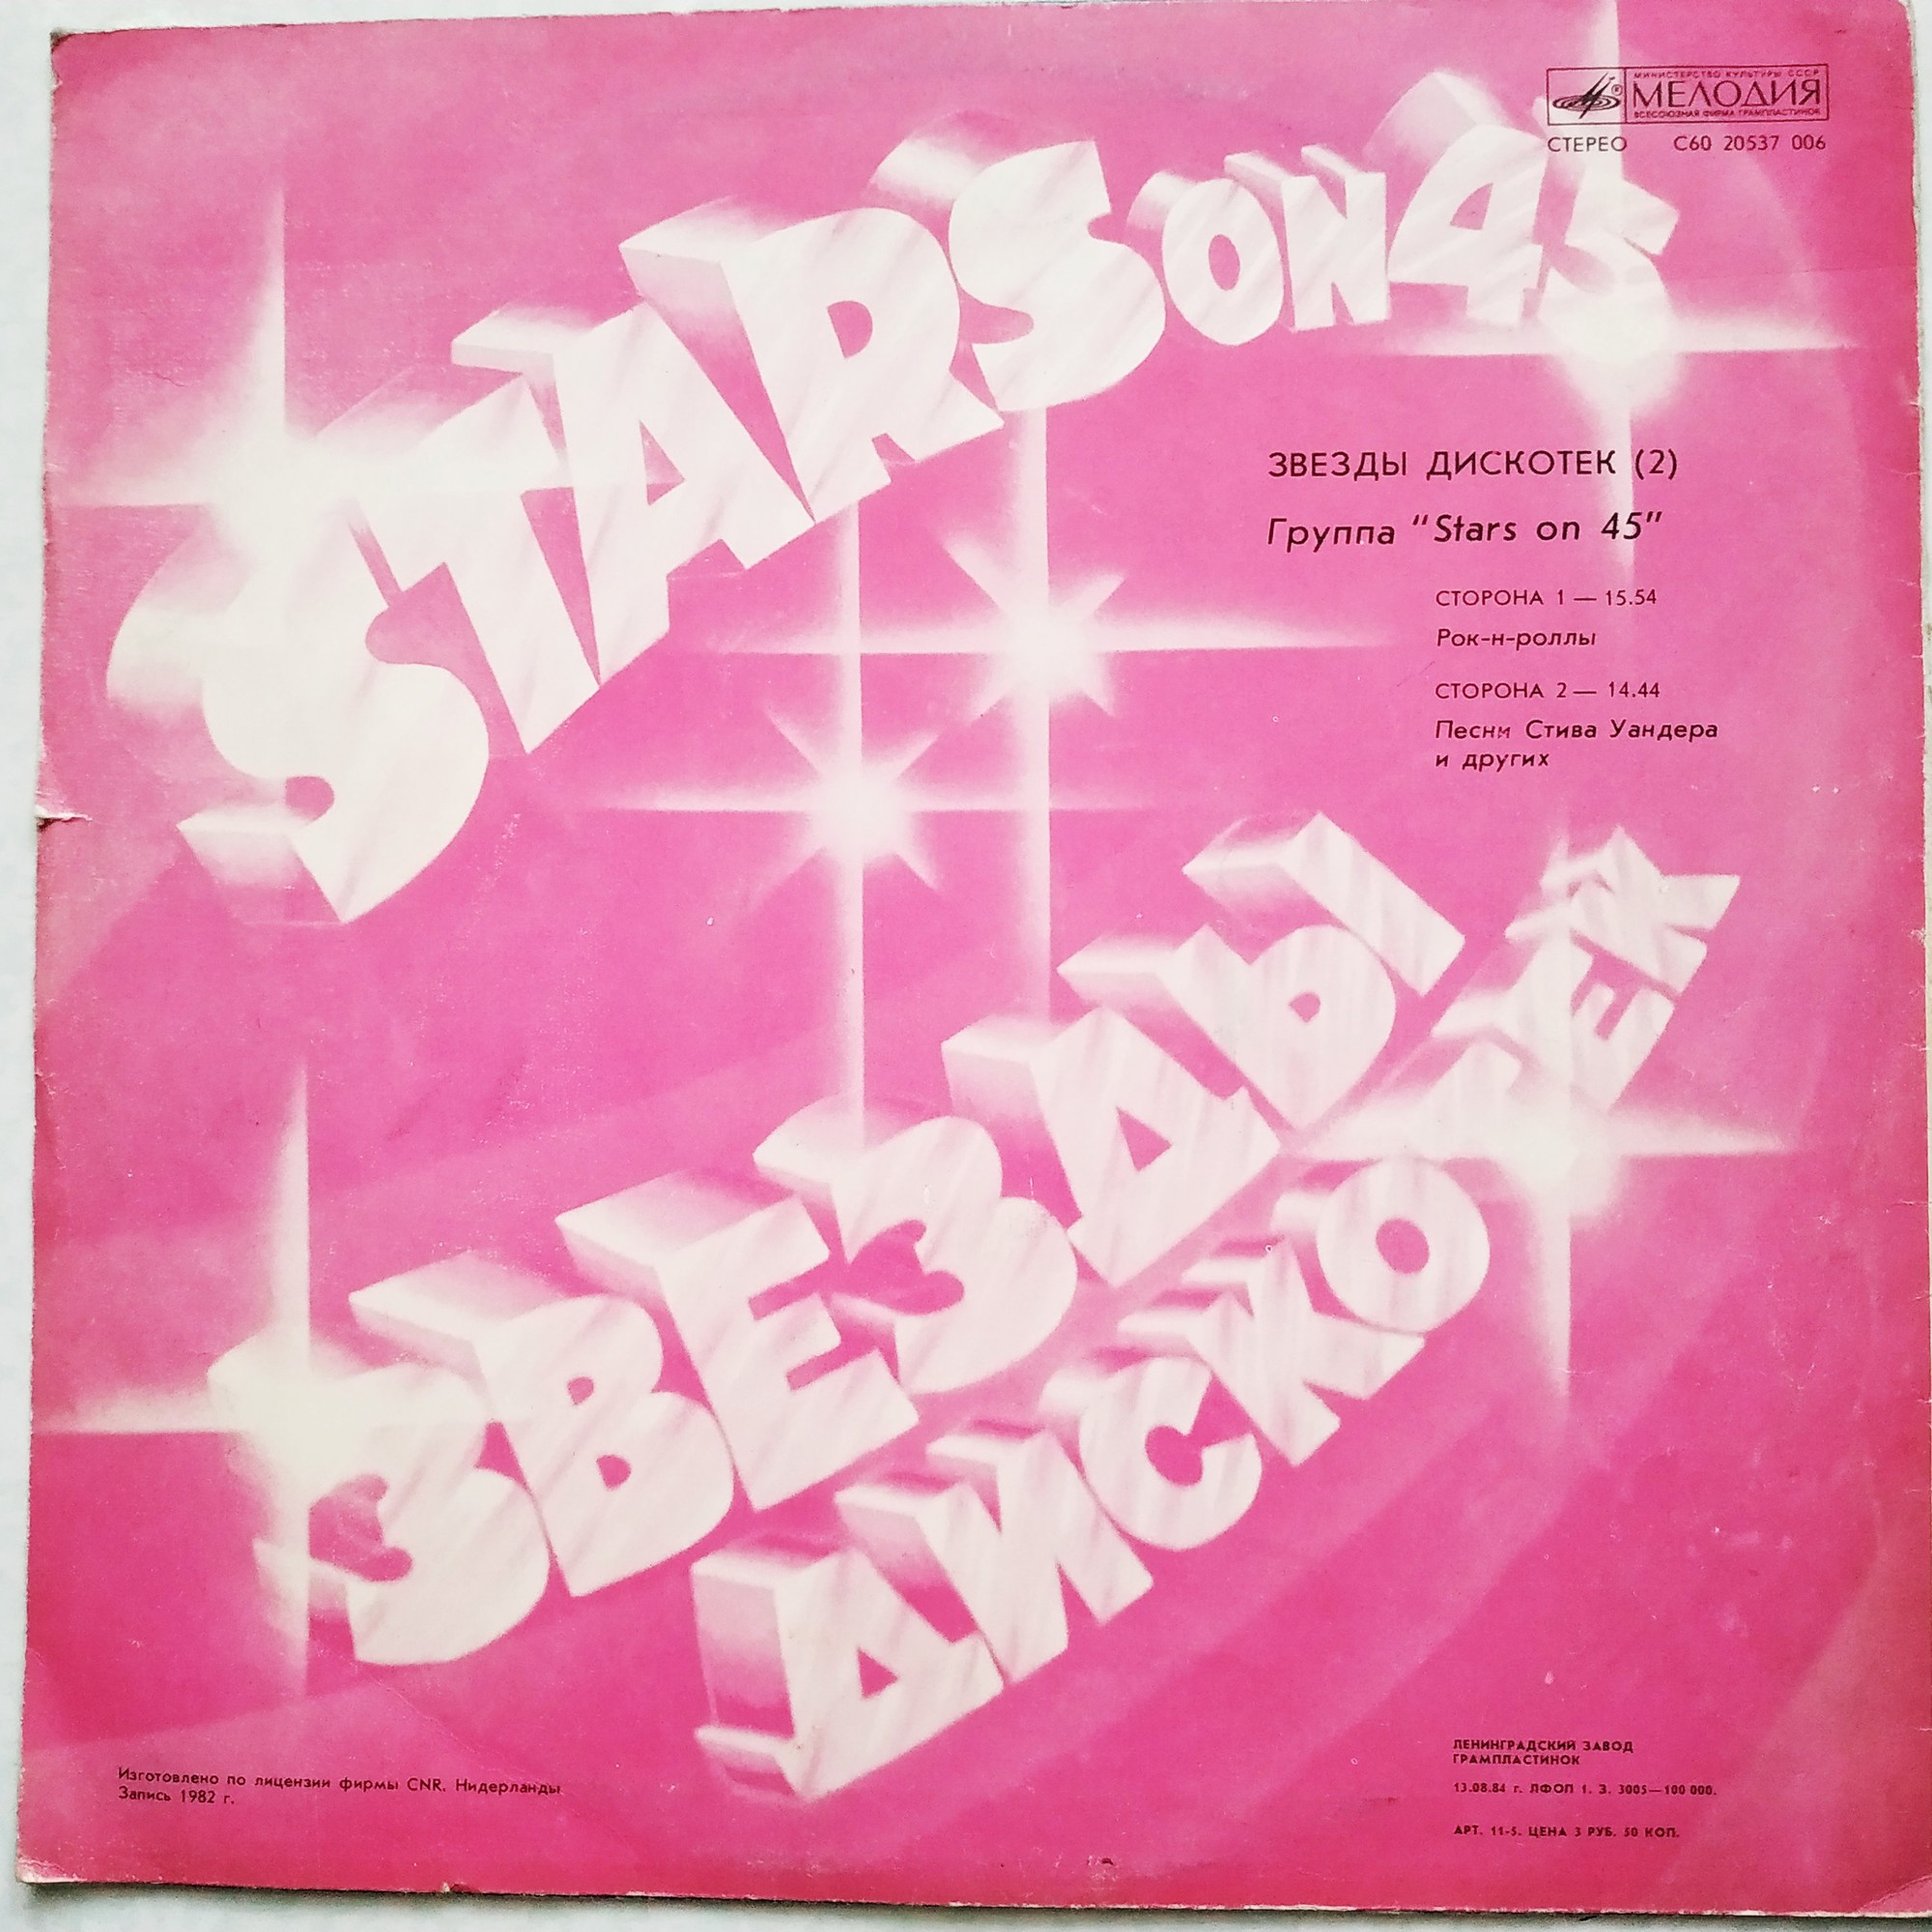 МИНИСТЕРСТВО КУЛЬТУРЫ СССР
МЕЛОДИЯ
ВСЕСОЮЗНАЯ ФИРМА ГРАМПЛАСТИНОК
СТЕРЕО С60 20537 006
STARS ON 45
ЗВЕЗДЫ ДИСКОТЕК (2)
Группа "Stars on 45"
СТОРОНА 1 — 15.54
Рок-н-роллы
СТОРОНА 2 — 14.44
Песни Стива Уандера
и других
ЗВЕЗДЫ
ДИСКОТЕК
Изготовлено по лицензии фирмы CNR. Нидерланды
Запись 1982 г.
ЛЕНИНГРАДСКИЙ ЗАВОД
ГРАМПЛАСТИНОК
13.08.84 г. ЛФОП 1. З. 3005—100 000.
АРТ. 11-5. ЦЕНА 3 РУБ. 50 КОП.